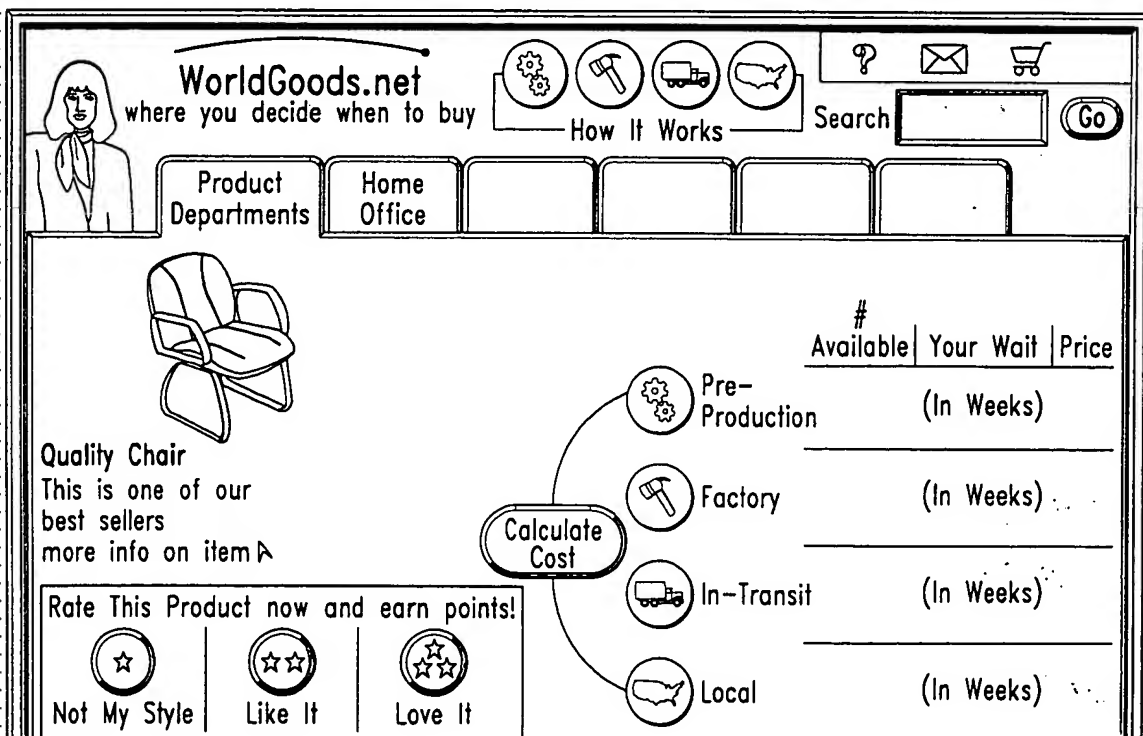 WorldGoods.net
where you decide when to buy
How It Works
?
Search
Go
Product
Departments
Home
Office
#
Available
Your Wait
Price
Pre-
Production
(In Weeks)
Quality Chair
This is one of our
best sellers
more info on item
Factory
(In Weeks)
Calculate
Cost
In-Transit
(In Weeks)
Rate This Product now and earn points!
Not My Style
Like It
Love It
Local
(In Weeks)